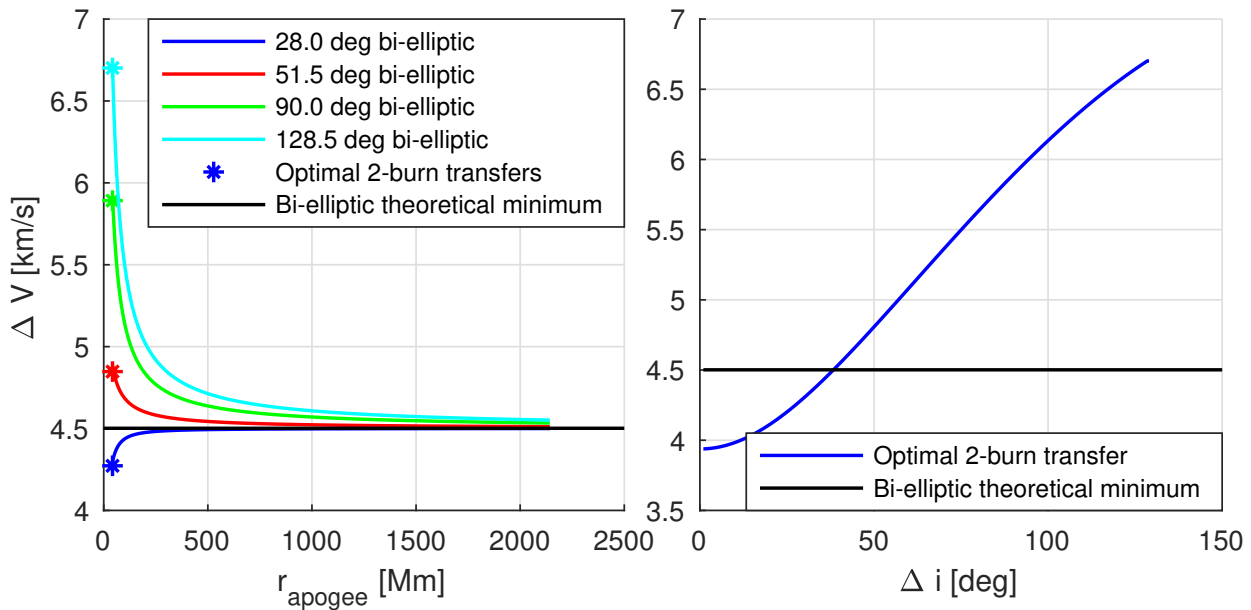 7
6.5
6
5.5
5
4.5
4
Δ V [km/s]
28.0 deg bi-elliptic
51.5 deg bi-elliptic
90.0 deg bi-elliptic
128.5 deg bi-elliptic
Optimal 2-burn transfers
Bi-elliptic theoretical minimum
0 500 1000 1500 2000 2500
r_apogee [Mm]
7
6.5
6
5.5
5
4.5
4
3.5
Optimal 2-burn transfer
Bi-elliptic theoretical minimum
0 50 100 150
Δ i [deg]